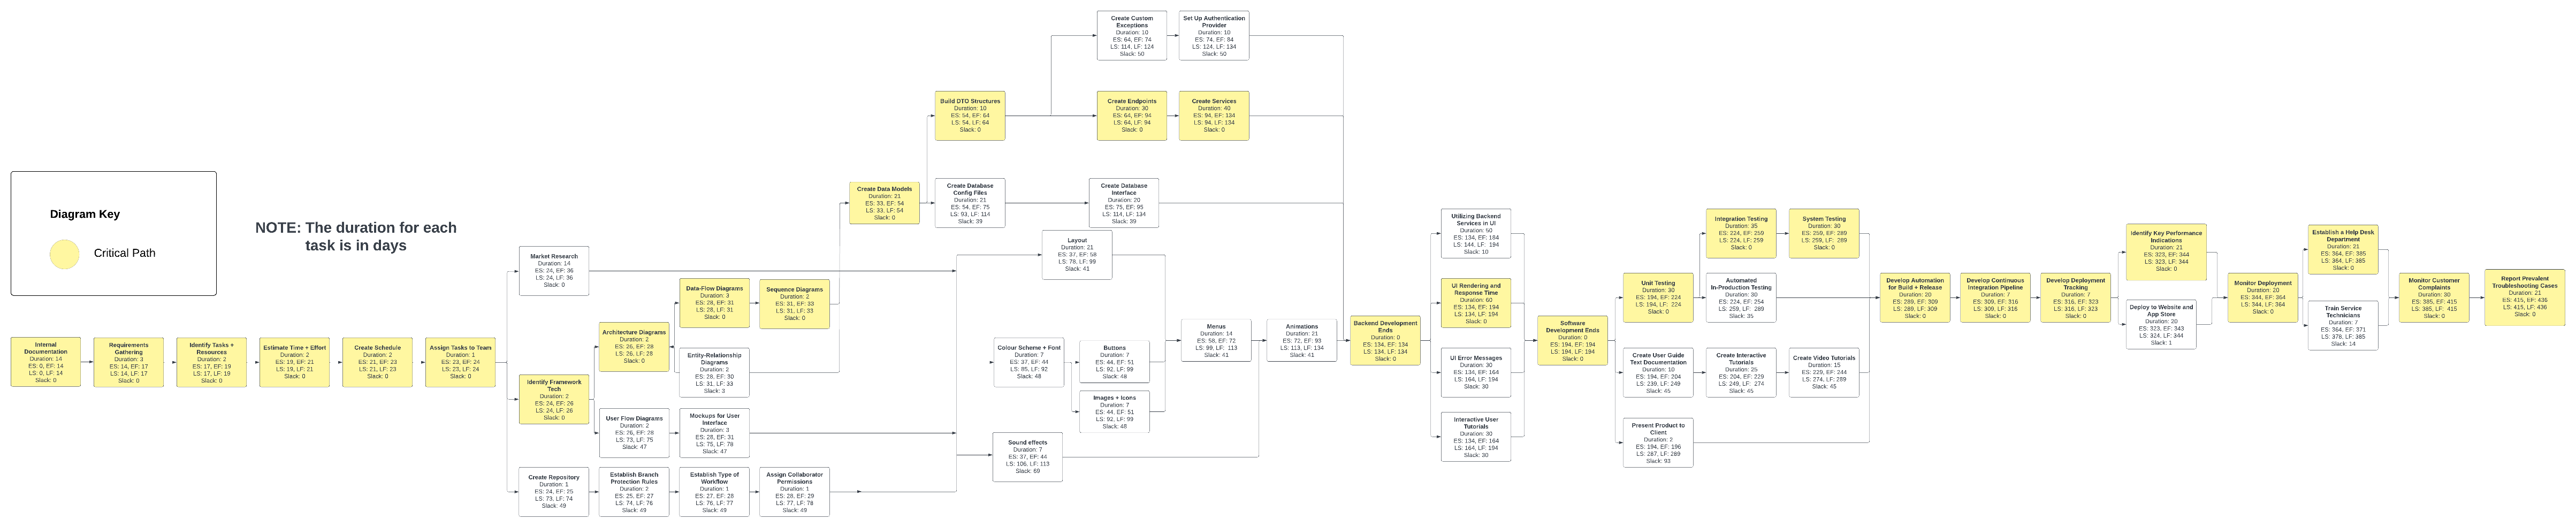 Diagram Key
Critical Path
NOTE: The duration for each
task is in days
Internal
Documentation
Duration: 14
ES: 0, EF: 14
LS: 0, LF: 14
Slack: 0
Requirements
Gathering
Duration: 3
ES: 14, EF: 17
LS: 14, LF: 17
Slack: 0
Identify Tasks +
Resources
Duration: 2
ES: 17, EF: 19
LS: 17, LF: 19
Slack: 0
Estimate Time + Effort
Duration: 2
ES: 19, EF: 21
LS: 19, LF: 21
Slack: 0
Create Schedule
Duration: 2
ES: 21, EF: 23
LS: 21, LF: 23
Slack: 0
Assign Tasks to Team
Duration: 1
ES: 23, EF: 24
LS: 23, LF: 24
Slack: 0
Market Research
Duration: 14
ES: 24, EF: 36
LS: 24, LF: 36
Slack: 0
Identify Framework
Tech
Duration: 2
ES: 24, EF: 26
LS: 24, LF: 26
Slack: 0
Create Repository
Duration: 1
ES: 24, EF: 25
LS: 73, LF: 74
Slack: 49
Architecture Diagrams
Duration: 2
ES: 26, EF: 28
LS: 26, LF: 28
Slack: 0
User Flow Diagrams
Duration: 2
ES: 26, EF: 28
LS: 73, LF: 75
Slack: 47
Establish Branch
Protection Rules
Duration: 2
ES: 25, EF: 27
LS: 74, LF: 76
Slack: 49
Data-Flow Diagrams
Duration: 3
ES: 28, EF: 31
LS: 28, LF: 31
Slack: 0
Entity-Relationship
Diagrams
Duration: 2
ES: 28, EF: 30
LS: 31, LF: 33
Slack: 3
Mockups for User
Interface
Duration: 3
ES: 28, EF: 31
LS: 75, LF: 78
Slack: 47
Establish Type of
Workflow
Duration: 1
ES: 27, EF: 28
LS: 76, LF: 77
Slack: 49
Sequence Diagrams
Duration: 2
ES: 31, EF: 33
LS: 31, LF: 33
Slack: 0
Assign Collaborator
Permissions
Duration: 1
ES: 28, EF: 29
LS: 77, LF: 78
Slack: 49
Create Data Models
Duration: 21
ES: 33, EF: 54
LS: 33, LF: 54
Slack: 0
Build DTO Structures
Duration: 10
ES: 54, EF: 64
LS: 54, LF: 64
Slack: 0
Create Database
Config Files
Duration: 21
ES: 54, EF: 75
LS: 93, LF: 114
Slack: 39
Create Custom
Exceptions
Duration: 10
ES: 64, EF: 74
LS: 114, LF: 124
Slack: 50
Set Up Authentication
Provider
Duration: 10
ES: 74, EF: 84
LS: 124, LF: 134
Slack: 50
Create Endpoints
Duration: 30
ES: 64, EF: 94
LS: 64, LF: 94
Slack: 0
Create Services
Duration: 40
ES: 94, EF: 134
LS: 94, LF: 134
Slack: 0
Create Database
Interface
Duration: 20
ES: 75, EF: 95
LS: 114, LF: 134
Slack: 39
Layout
Duration: 21
ES: 37, EF: 58
LS: 78, LF: 99
Slack: 41
Colour Scheme + Font
Duration: 7
ES: 37, EF: 44
LS: 85, LF: 92
Slack: 48
Buttons
Duration: 7
ES: 44, EF: 51
LS: 92, LF: 99
Slack: 48
Images + Icons
Duration: 7
ES: 44, EF: 51
LS: 92, LF: 99
Slack: 48
Sound effects
Duration: 7
ES: 37, EF: 44
LS: 106, LF: 113
Slack: 69
Menus
Duration: 14
ES: 58, EF: 72
LS: 99, LF: 113
Slack: 41
Animations
Duration: 21
ES: 72, EF: 93
LS: 113, LF: 134
Slack: 41
Backend Development
Ends
Duration: 0
ES: 134, EF: 134
LS: 134, LF: 134
Slack: 0
Utilizing Backend
Services in UI
Duration: 50
ES: 134, EF: 184
LS: 144, LF: 194
Slack: 10
UI Rendering and
Response Time
Duration: 60
ES: 134, EF: 194
LS: 134, LF: 194
Slack: 0
UI Error Messages
Duration: 30
ES: 134, EF: 164
LS: 164, LF: 194
Slack: 30
Interactive User
Tutorials
Duration: 30
ES: 134, EF: 164
LS: 164, LF: 194
Slack: 30
Software
Development Ends
Duration: 0
ES: 194, EF: 194
LS: 194, LF: 194
Slack: 0
Unit Testing
Duration: 30
ES: 194, EF: 224
LS: 194, LF: 224
Slack: 0
Integration Testing
Duration: 35
ES: 224, EF: 259
LS: 224, LF: 259
Slack: 0
System Testing
Duration: 30
ES: 259, EF: 289
LS: 259, LF: 289
Slack: 0
Automated
In-Production Testing
Duration: 30
ES: 224, EF: 254
LS: 259, LF: 289
Slack: 35
Create User Guide
Text Documentation
Duration: 10
ES: 194, EF: 204
LS: 239, LF: 249
Slack: 45
Create Interactive
Tutorials
Duration: 25
ES: 204, EF: 229
LS: 249, LF: 274
Slack: 45
Create Video Tutorials
Duration: 15
ES: 229, EF: 244
LS: 274, LF: 289
Slack: 45
Present Product to
Client
Duration: 2
ES: 194, EF: 196
LS: 287, LF: 289
Slack: 93
Develop Automation
for Build + Release
Duration: 20
ES: 289, EF: 309
LS: 289, LF: 309
Slack: 0
Develop Continuous
Integration Pipeline
Duration: 7
ES: 309, EF: 316
LS: 309, LF: 316
Slack: 0
Develop Deployment
Tracking
Duration: 7
ES: 316, EF: 323
LS: 316, LF: 323
Slack: 0
Identify Key Performance
Indications
Duration: 21
ES: 323, EF: 344
LS: 323, LF: 344
Slack: 0
Deploy to Website and
App Store
Duration: 20
ES: 323, EF: 343
LS: 324, LF: 344
Slack: 1
Monitor Deployment
Duration: 20
ES: 344, EF: 364
LS: 344, LF: 364
Slack: 0
Establish a Help Desk
Department
Duration: 21
ES: 364, EF: 385
LS: 364, LF: 385
Slack: 0
Train Service
Technicians
Duration: 7
ES: 364, EF: 371
LS: 378, LF: 385
Slack: 14
Monitor Customer
Complaints
Duration: 30
ES: 385, EF: 415
LS: 385, LF: 415
Slack: 0
Report Prevalent
Troubleshooting Cases
Duration: 21
ES: 415, EF: 436
LS: 415, LF: 436
Slack: 0